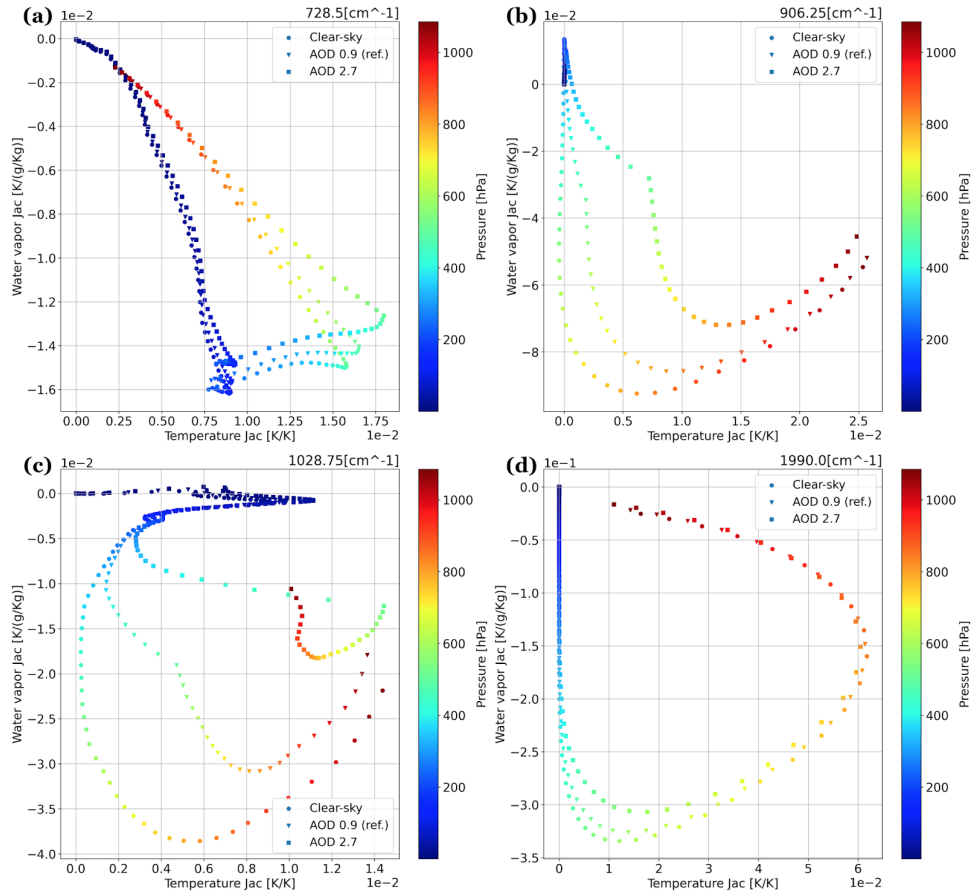 (a) 1e−2 728.5[cm^-1]
Clear-sky
AOD 0.9 (ref.)
AOD 2.7
0.0
−0.2
−0.4
−0.6
−0.8
−1.0
−1.2
−1.4
−1.6
Water vapor Jac [K/(g/Kg)]
0.0 0.2 0.5 0.7 1.0 1.2 1.5 1.7
Temperature Jac [K/K] 1e−2
1000
800
600
400
200
Pressure [hPa]
(b) 1e−2 906.25[cm^-1]
Clear-sky
AOD 0.9 (ref.)
AOD 2.7
0
−2
−4
−6
−8
Water vapor Jac [K/(g/Kg)]
0.0 0.5 1.0 1.5 2.0 2.5
Temperature Jac [K/K] 1e−2
1000
800
600
400
200
Pressure [hPa]
(c) 1e−2 1028.75[cm^-1]
0.0
−0.5
−1.0
−1.5
−2.0
−2.5
−3.0
−3.5
−4.0
Water vapor Jac [K/(g/Kg)]
Clear-sky
AOD 0.9 (ref.)
AOD 2.7
0.0 0.2 0.4 0.6 0.8 1.0 1.2 1.4
Temperature Jac [K/K] 1e−2
1000
800
600
400
200
Pressure [hPa]
(d) 1e−1 1990.0[cm^-1]
Clear-sky
AOD 0.9 (ref.)
AOD 2.7
0.0
−0.5
−1.0
−1.5
−2.0
−2.5
−3.0
−3.5
Water vapor Jac [K/(g/Kg)]
0 1 2 3 4 5 6
Temperature Jac [K/K] 1e−2
1000
800
600
400
200
Pressure [hPa]